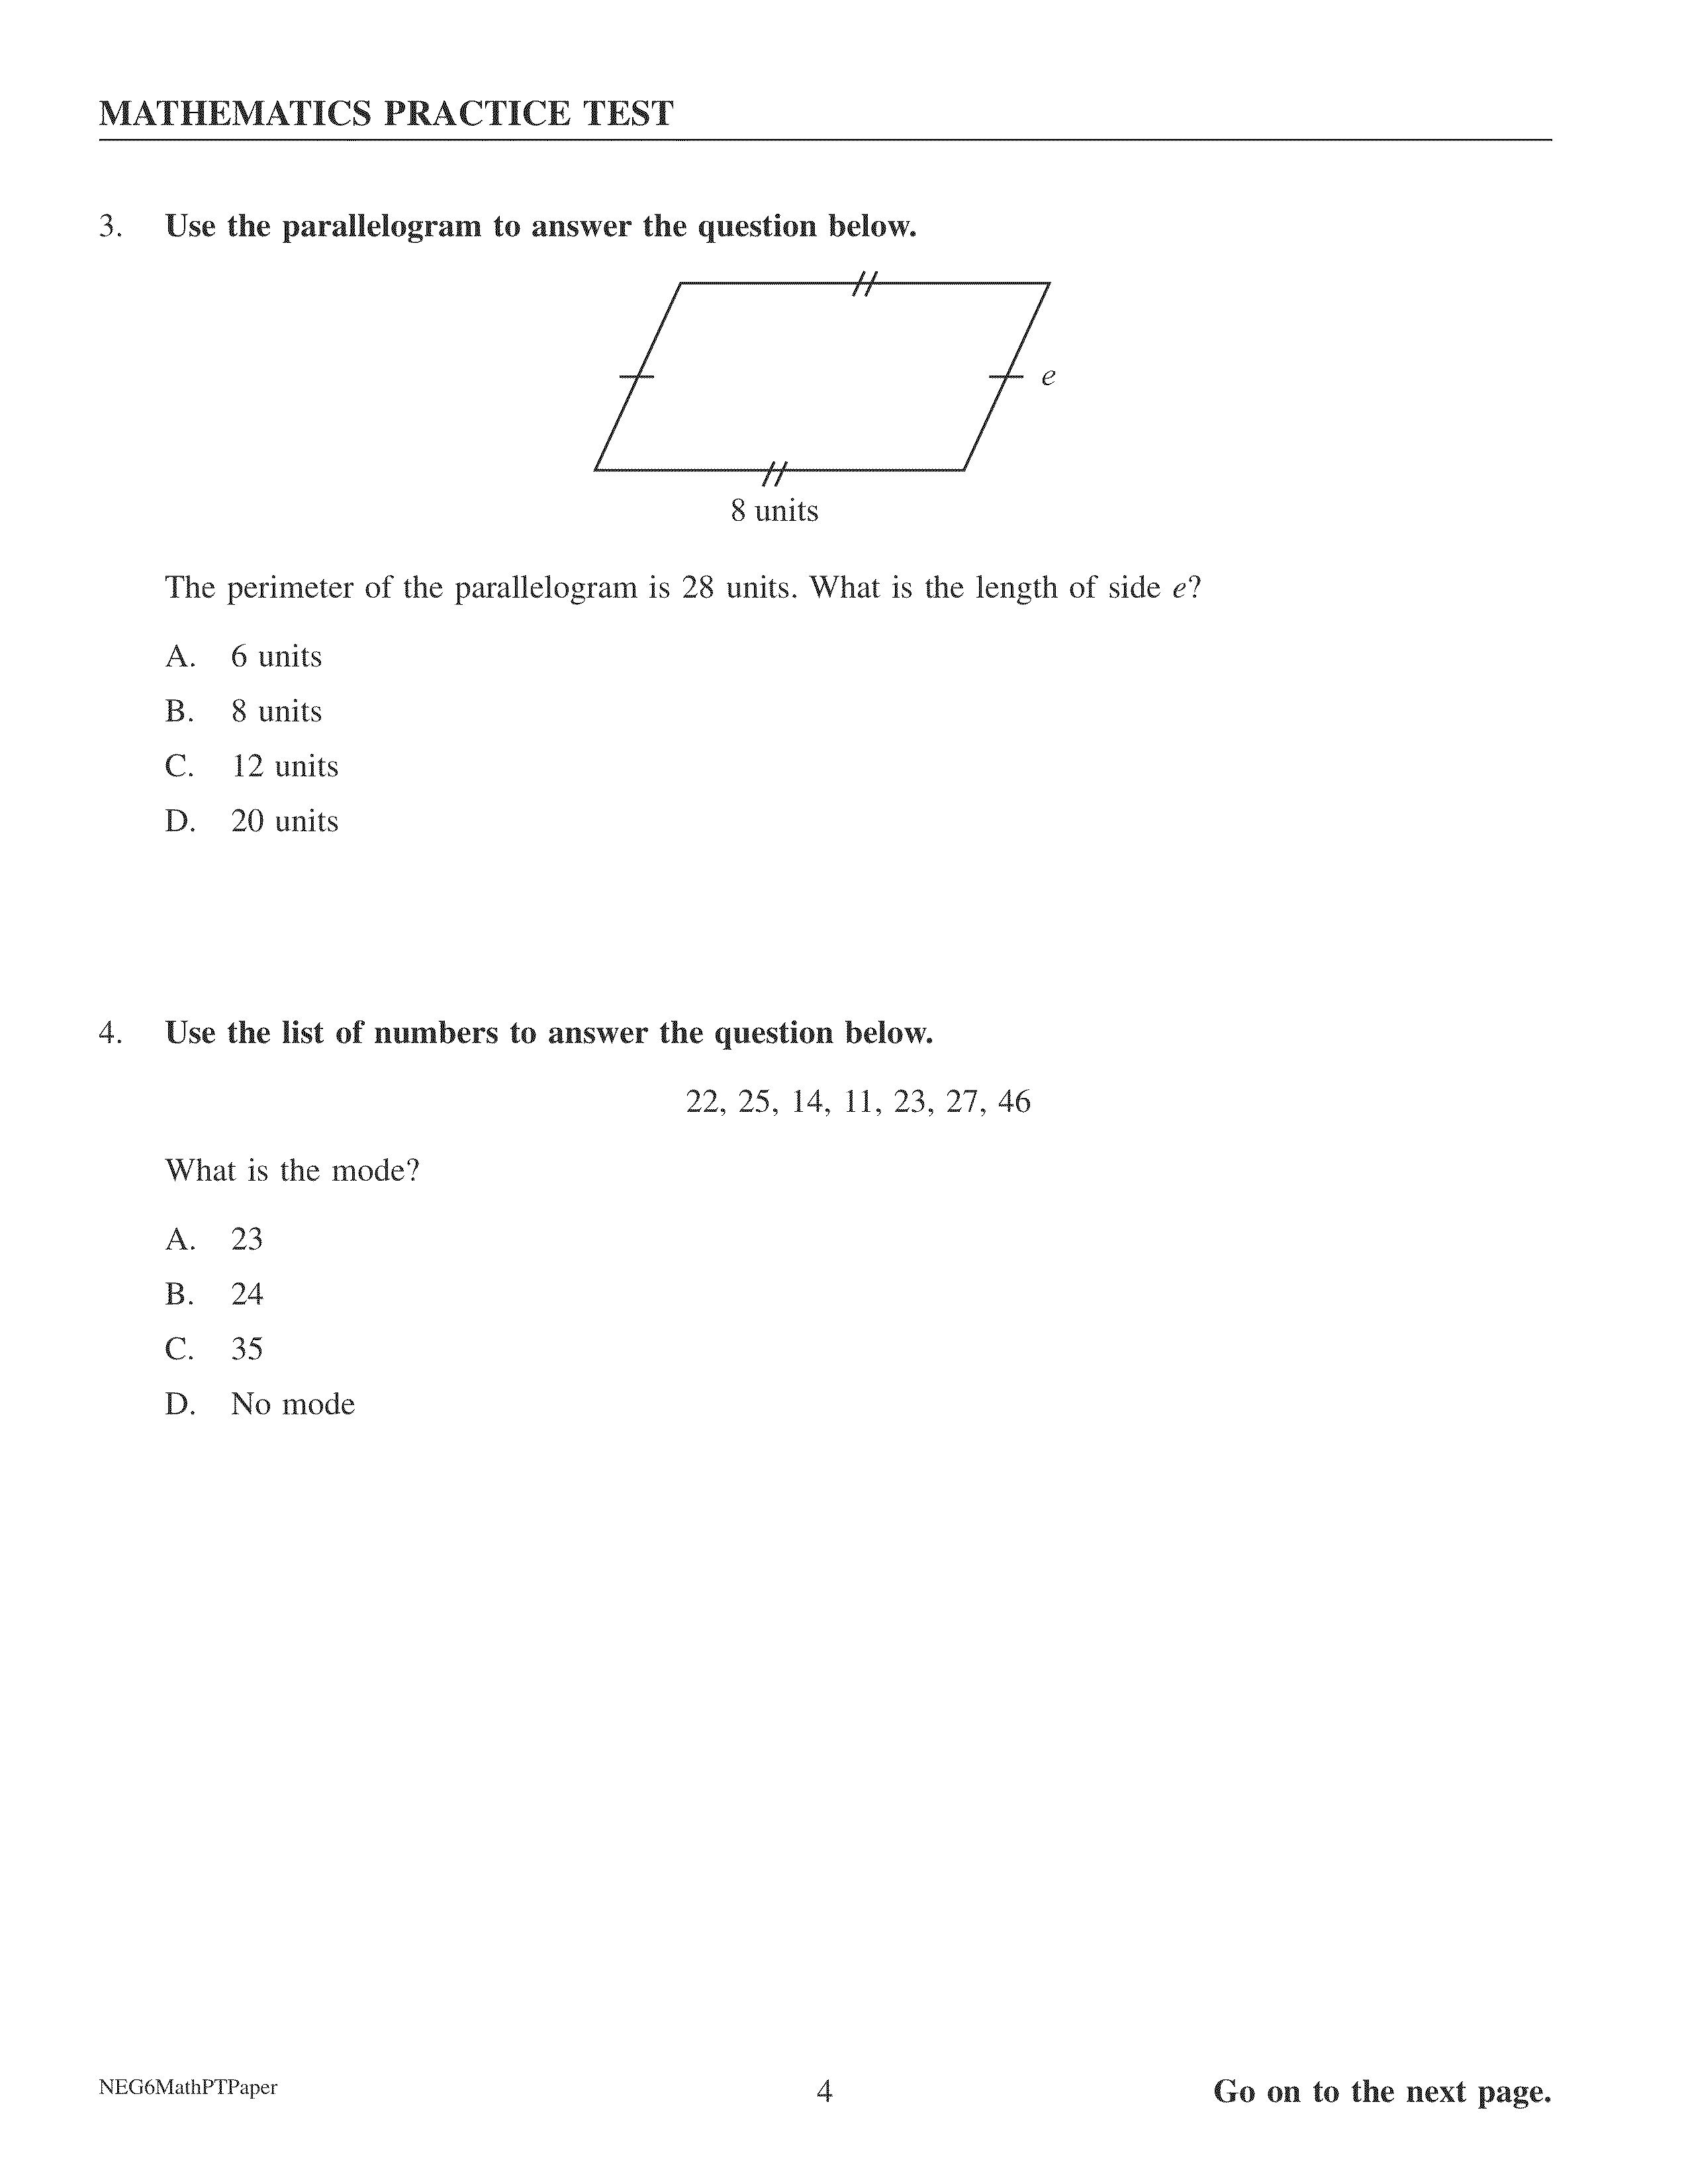 MATHEMATICS PRACTICE TEST
3. Use the parallelogram to answer the question below.
e
8 units
The perimeter of the parallelogram is 28 units. What is the length of side e?
A. 6 units
B. 8 units
C. 12 units
D. 20 units
4. Use the list of numbers to answer the question below.
22, 25, 14, 11, 23, 27, 46
What is the mode?
A. 23
B. 24
C. 35
D. No mode
NEG6MathPTPaper 4 Go on to the next page.